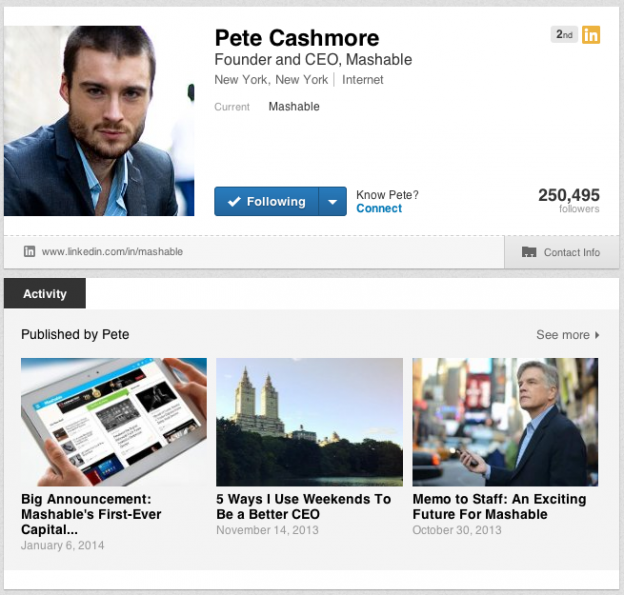 Pete Cashmore
2nd
in
Founder and CEO, Mashable
New York, New York | Internet
Current Mashable
Following
Know Pete?
Connect
250,495
followers
in
www.linkedin.com/in/mashable
Contact Info
Activity
Published by Pete
See more
Big Announcement:
Mashable's First-Ever
Capital...
January 6, 2014
5 Ways I Use Weekends To
Be a Better CEO
November 14, 2013
Memo to Staff: An Exciting
Future For Mashable
October 30, 2013